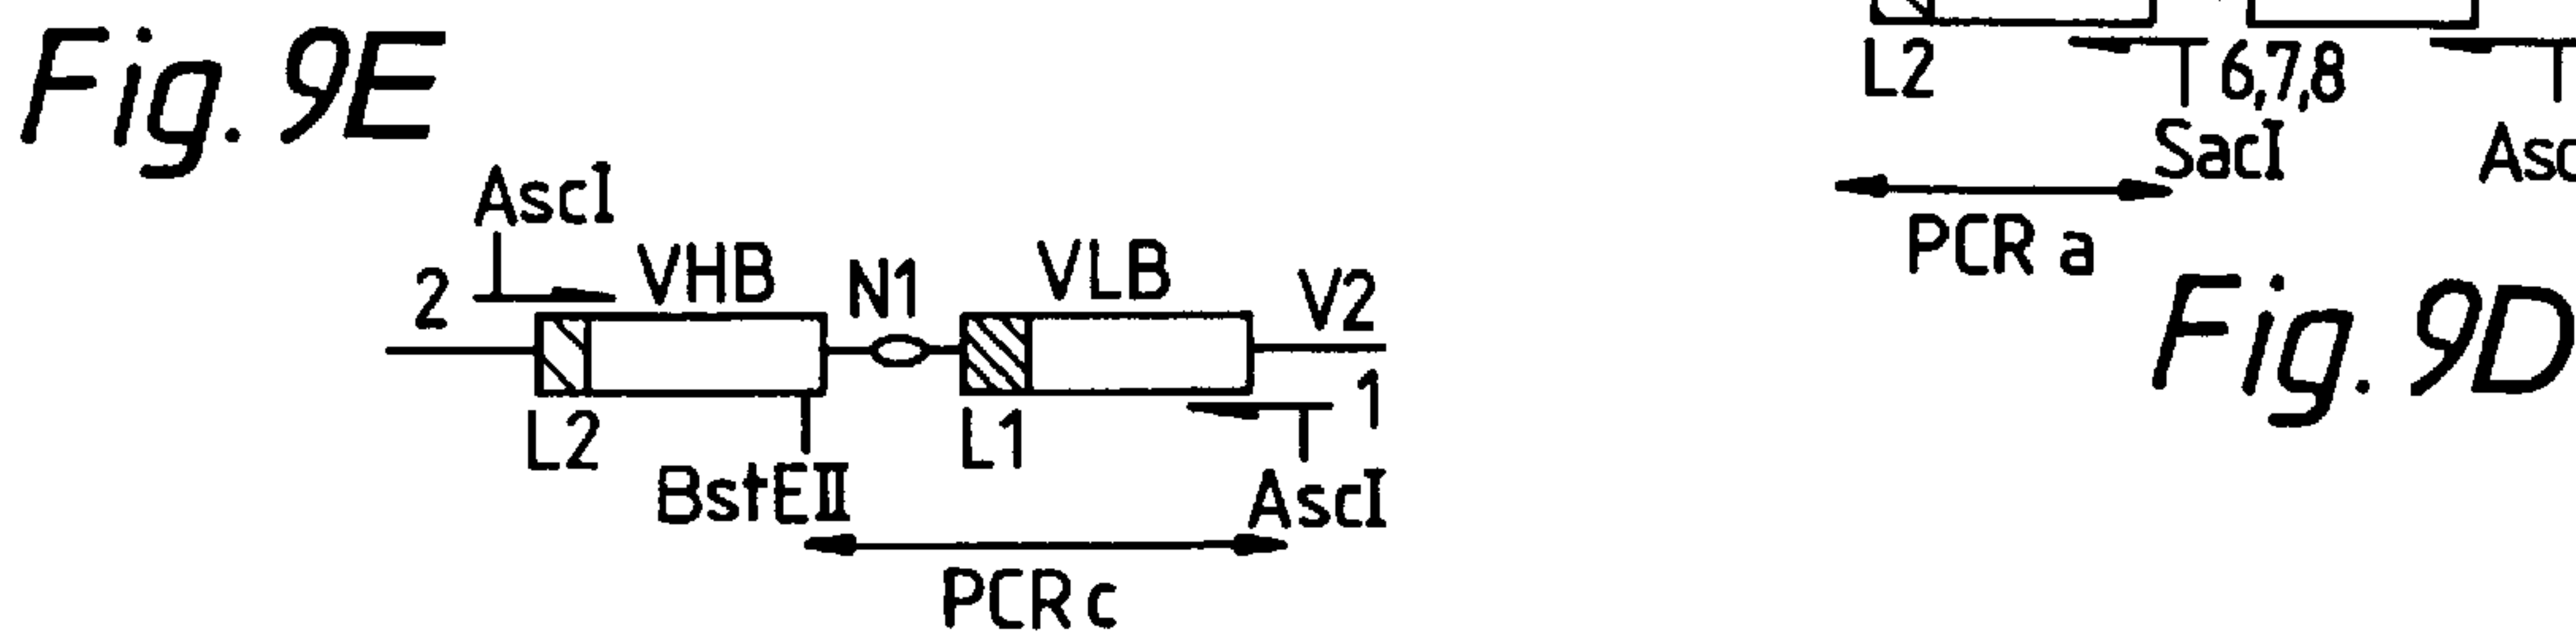 Fig. 9E
AscI
2
VHB
N1
VLB
V2
L2
L1
1
BstEII
AscI
PCR c
L2
6,7,8
SacI
PCR a
Fig. 9D